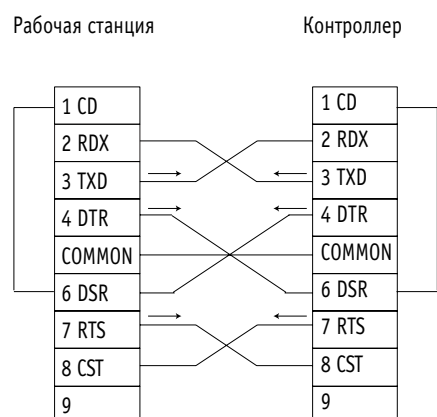 Рабочая станция Контроллер
1 CD 1 CD
2 RDX 2 RDX
3 TXD 3 TXD
4 DTR 4 DTR
COMMON COMMON
6 DSR 6 DSR
7 RTS 7 RTS
8 CST 8 CST
9 9